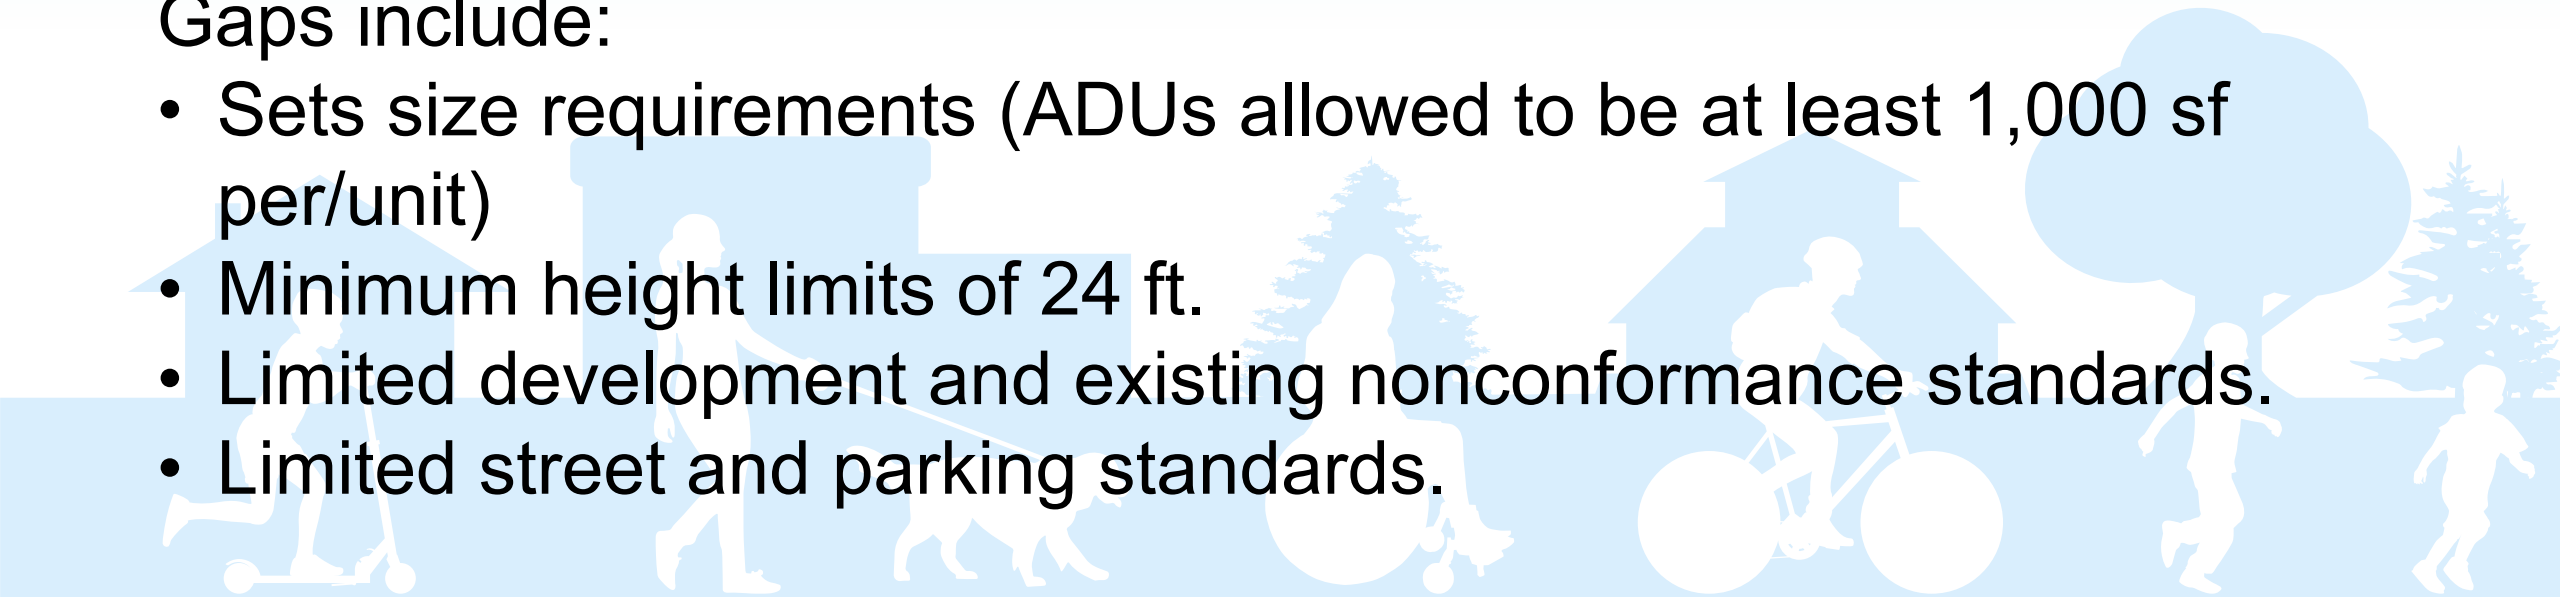 Gaps include:
• Sets size requirements (ADUs allowed to be at least 1,000 sf
per/unit)
• Minimum height limits of 24 ft.
• Limited development and existing nonconformance standards.
• Limited street and parking standards.